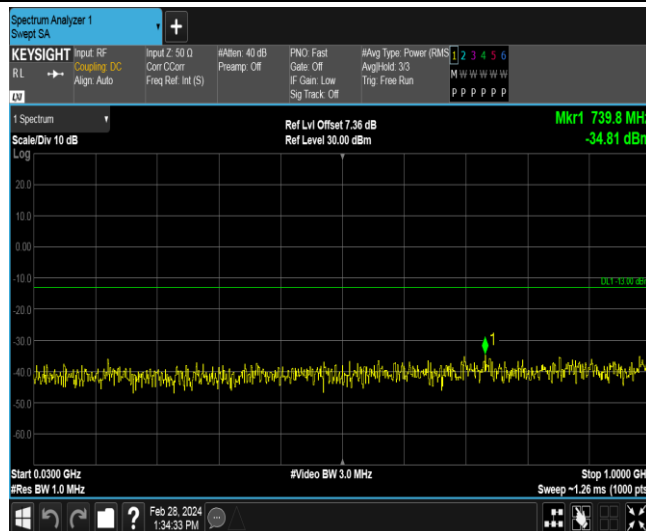 Spectrum Analyzer 1
Swept SA
KEYSIGHT
RL
Input: RF
Coupling: DC
Align: Auto
Input Z: 50 Ω
Corr CCorr
Freq Ref: Int (S)
#Atten: 40 dB
Preamp: Off
PNO: Fast
Gate: Off
IF Gain: Low
Sig Track: Off
#Avg Type: Power (RMS
Avg|Hold: 3/3
Trig: Free Run
1 2 3 4 5 6
M W W W W W
P P P P P P
1 Spectrum
Scale/Div 10 dB
Ref Lvl Offset 7.36 dB
Ref Level 30.00 dBm
Mkr1 739.8 MHz
-34.81 dBm
Log
20.0
10.0
0.00
-10.0
DL1 -13.00 dBm
-20.0
-30.0
1
-40.0
-50.0
-60.0
Start 0.0300 GHz
#Video BW 3.0 MHz
Stop 1.0000 GH
#Res BW 1.0 MHz
Sweep ~1.26 ms (1000 pts
?
Feb 28, 2024
1:34:33 PM